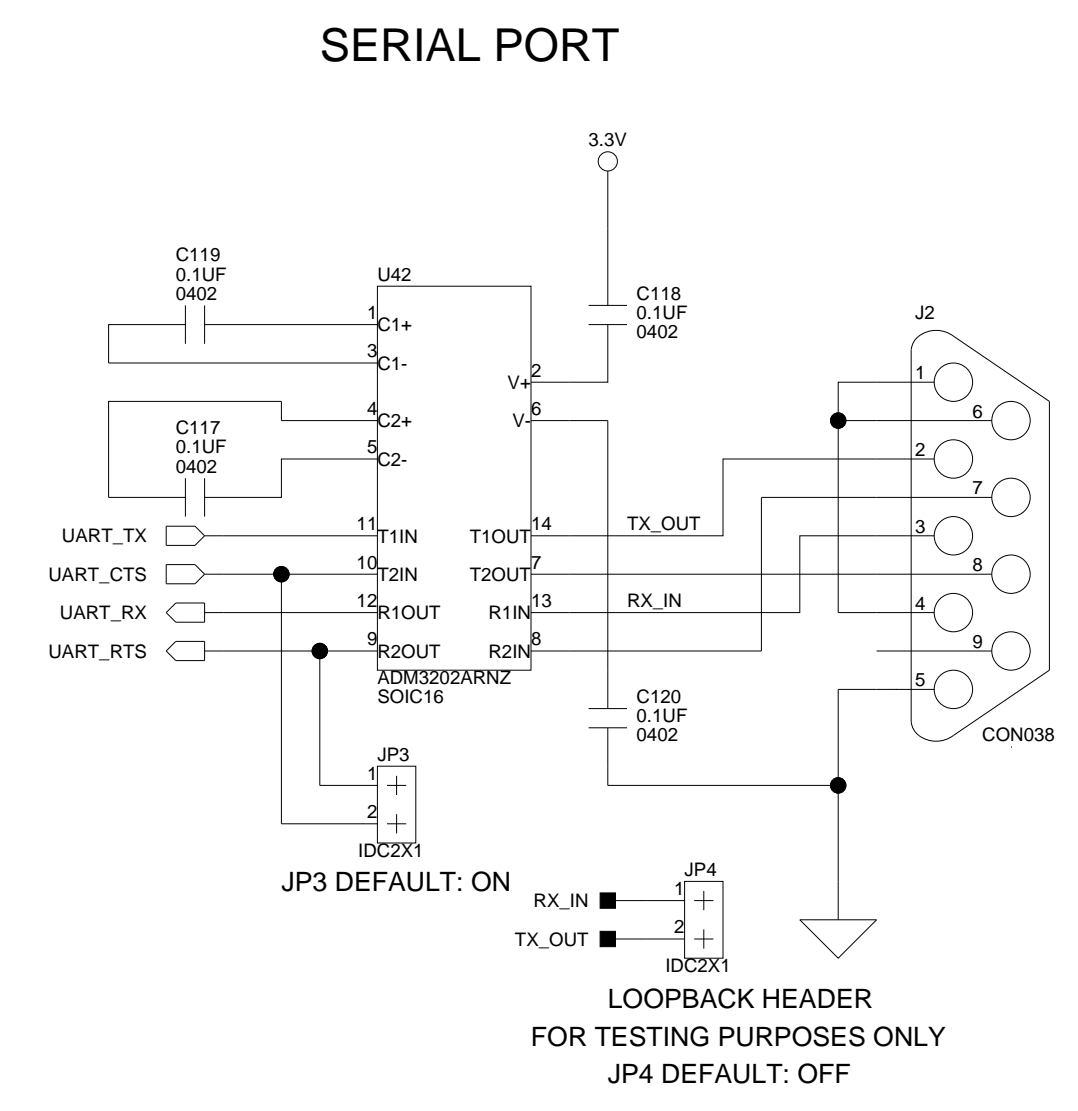 SERIAL PORT
3.3V
C119
0.1UF
0402
U42
C118
0.1UF
0402
J2
1
C1+
3
C1-
V+
2
1
4
C2+
V-
6
6
C117
0.1UF
0402
5
C2-
2
7
UART_TX
11
T1IN
T1OUT
14
TX_OUT
3
UART_CTS
10
T2IN
T2OUT
7
8
UART_RX
12
R1OUT
R1IN
13
RX_IN
4
UART_RTS
9
R2OUT
R2IN
8
9
ADM3202ARNZ
SOIC16
5
C120
0.1UF
0402
CON038
JP3
1
2
IDC2X1
JP3 DEFAULT: ON
JP4
RX_IN
1
TX_OUT
2
IDC2X1
LOOPBACK HEADER
FOR TESTING PURPOSES ONLY
JP4 DEFAULT: OFF